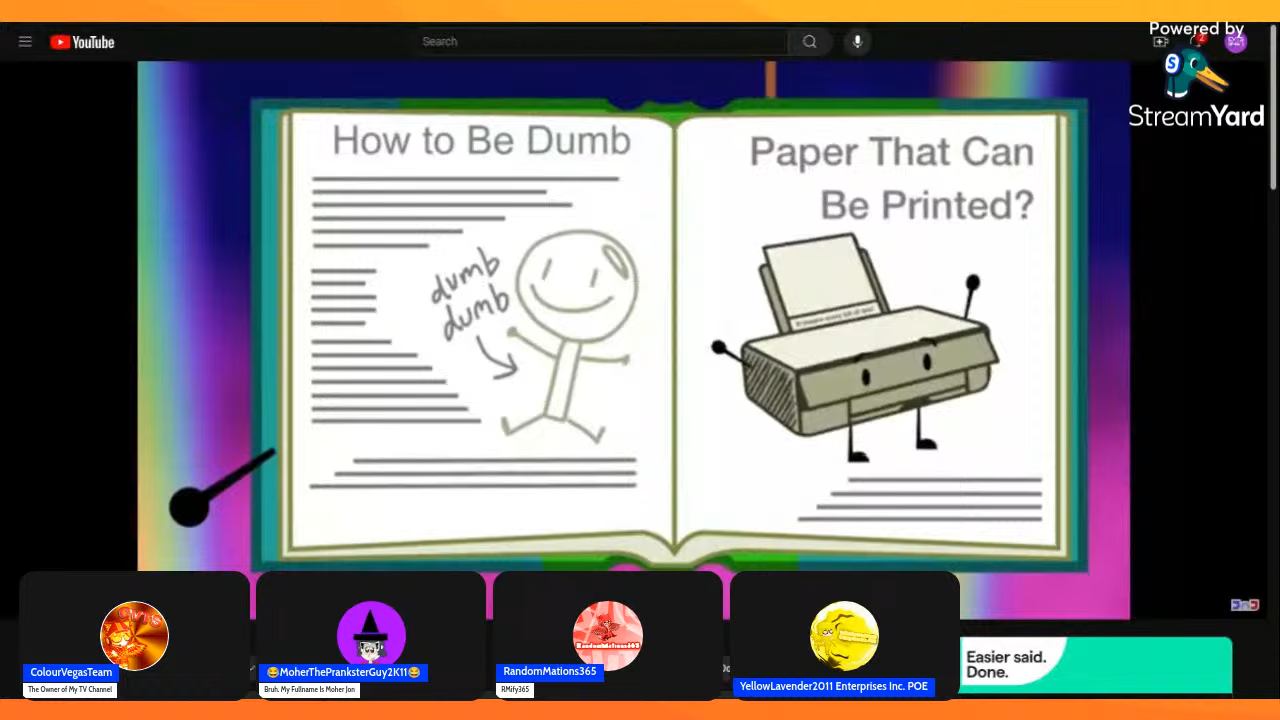 YouTube
Search
Powered by
StreamYard
How to Be Dumb
dumb
dumb
Paper That Can
Be Printed?
Easier said.
Done.
ColourVegasTeam
The Owner of My TV Channel
😂MoherThePranksterGuy2K11😂
Bruh. My Fullname Is Moher Jon
RandomMations365
RMify365
YellowLavender2011 Enterprises Inc. POE